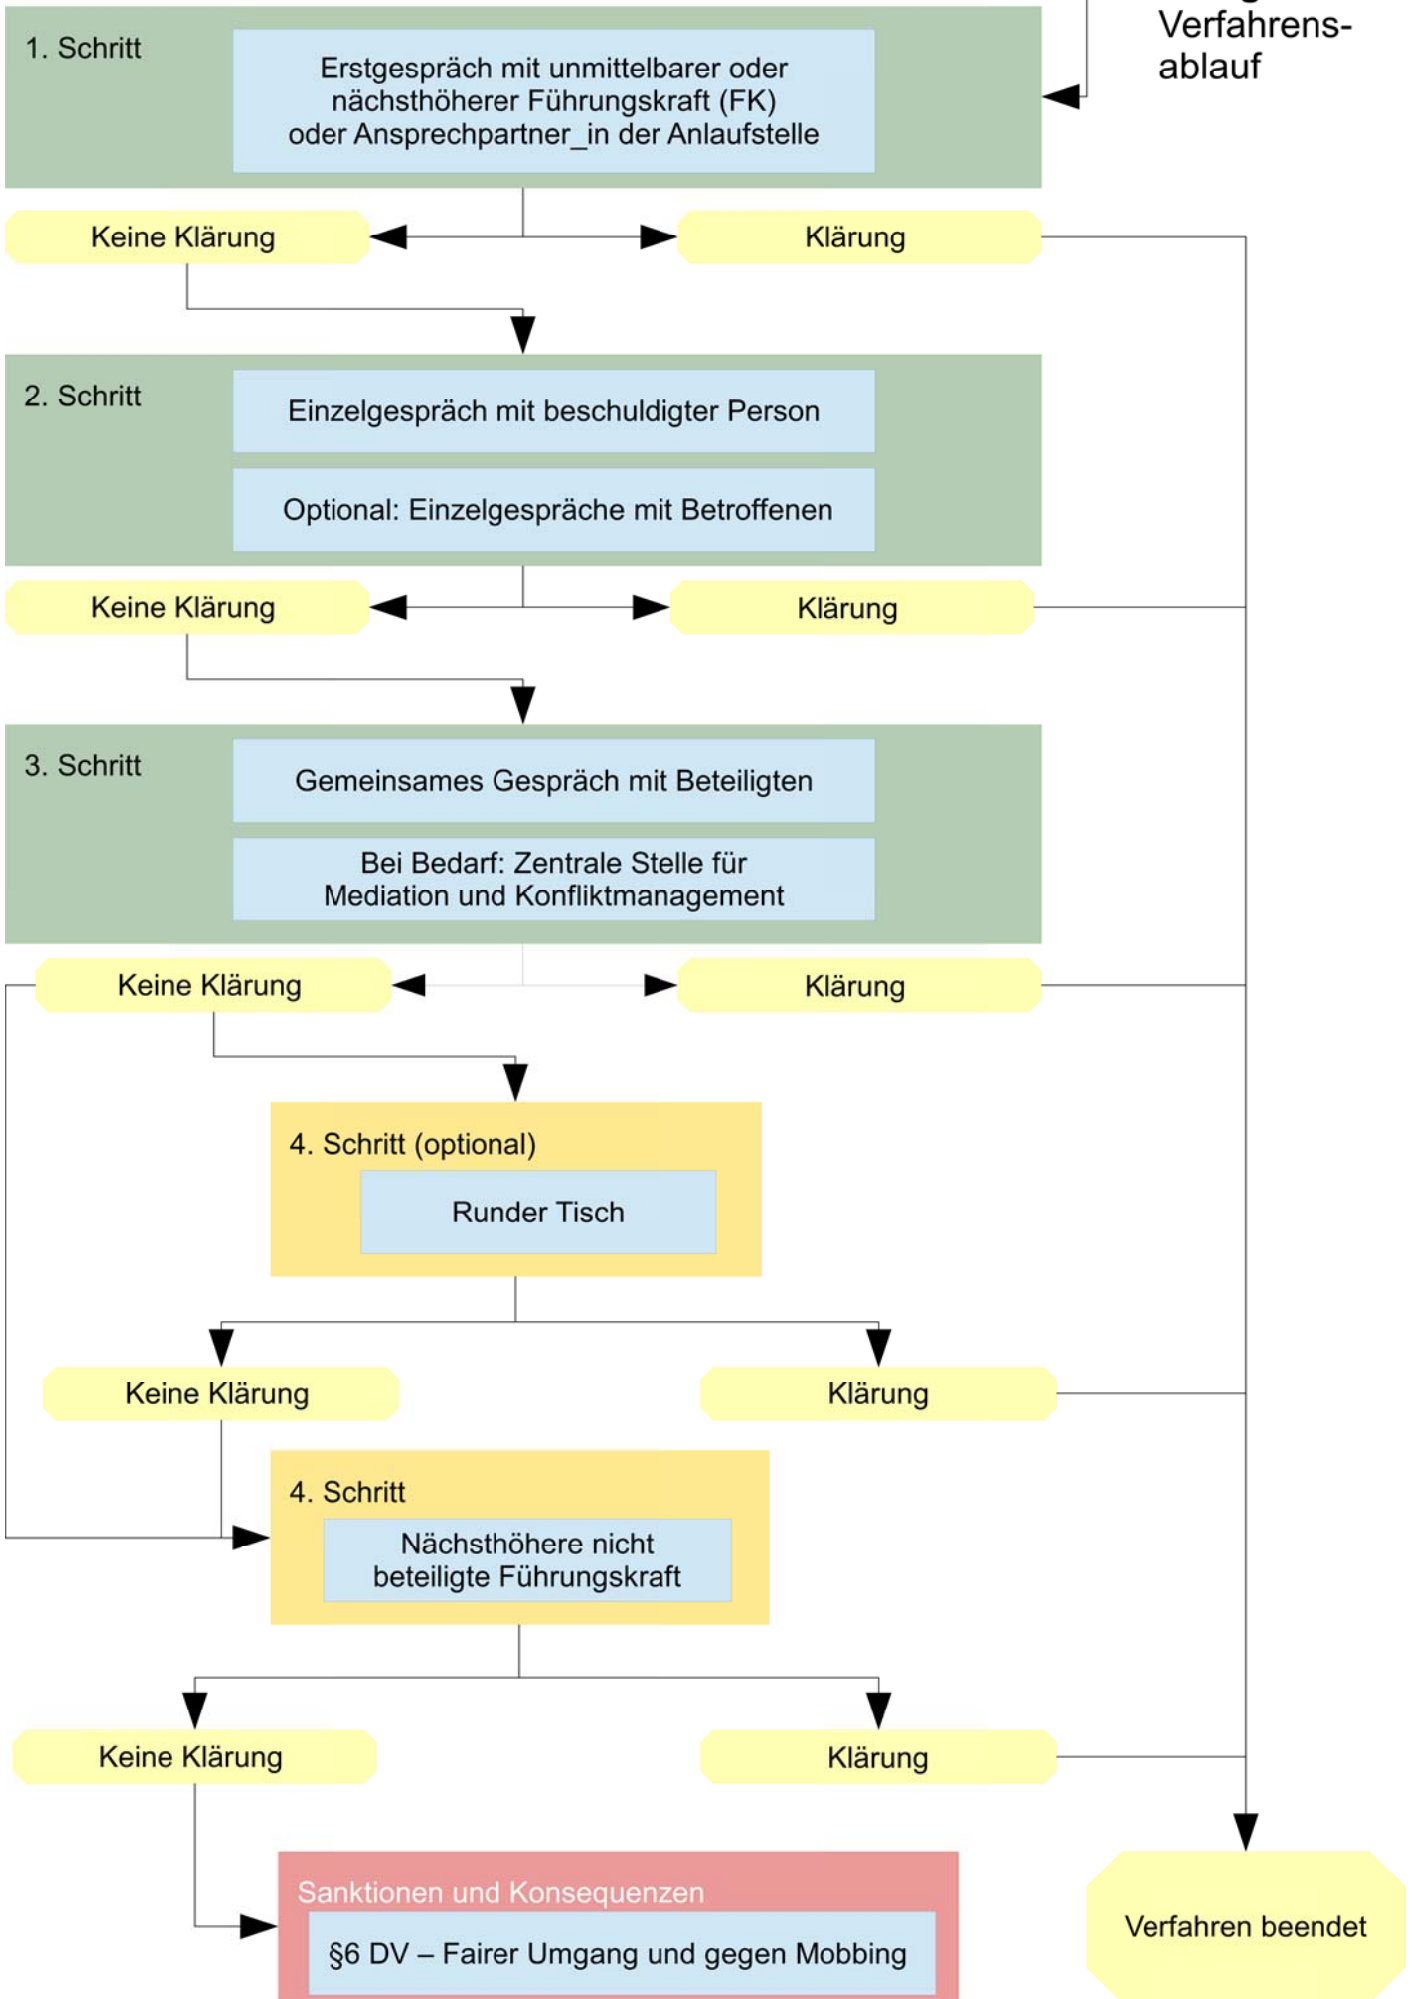 Verfahrens-
ablauf
1. Schritt
Erstgespräch mit unmittelbarer oder
nächsthöherer Führungskraft (FK)
oder Ansprechpartner_in der Anlaufstelle
Keine Klärung
Klärung
2. Schritt
Einzelgespräch mit beschuldigter Person
Optional: Einzelgespräche mit Betroffenen
Keine Klärung
Klärung
3. Schritt
Gemeinsames Gespräch mit Beteiligten
Bei Bedarf: Zentrale Stelle für
Mediation und Konfliktmanagement
Keine Klärung
Klärung
4. Schritt (optional)
Runder Tisch
Keine Klärung
Klärung
4. Schritt
Nächsthöhere nicht
beteiligte Führungskraft
Keine Klärung
Klärung
Sanktionen und Konsequenzen
§6 DV – Fairer Umgang und gegen Mobbing
Verfahren beendet